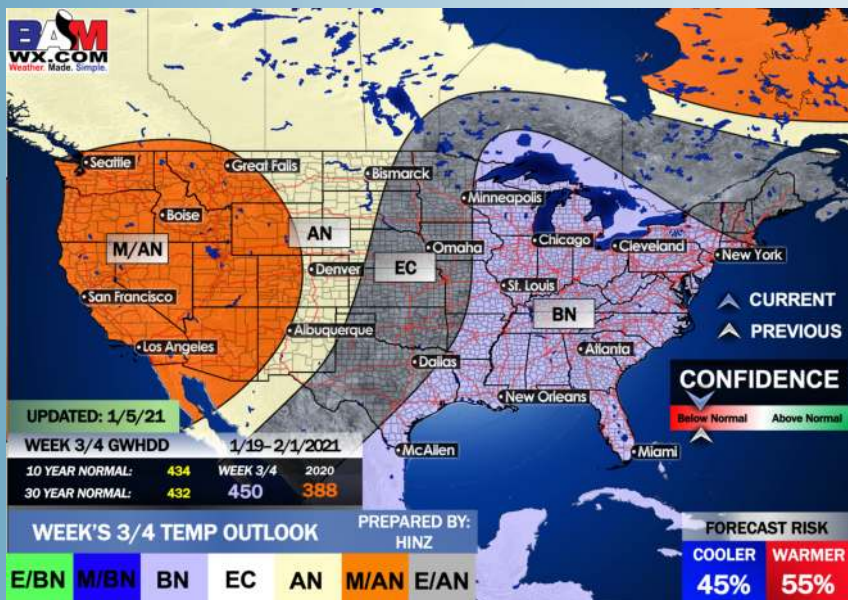 BAM
WX.COM
Weather. Made. Simple.
Seattle
Great Falls
Bismarck
Minneapolis
Boise
M/AN
AN
Omaha
Chicago
Cleveland
New York
Denver
EC
San Francisco
St. Louis
BN
CURRENT
PREVIOUS
Albuquerque
Los Angeles
Atlanta
Dallas
CONFIDENCE
Below Normal
Above Normal
New Orleans
McAllen
Miami
UPDATED: 1/5/21
WEEK 3/4 GWHDD 1/19-2/1/2021
10 YEAR NORMAL: 434 WEEK 3/4 2020
30 YEAR NORMAL: 432 450 388
WEEK'S 3/4 TEMP OUTLOOK
PREPARED BY:
HINZ
FORECAST RISK
COOLER WARMER
45% 55%
E/BN M/BN BN EC AN M/AN E/AN